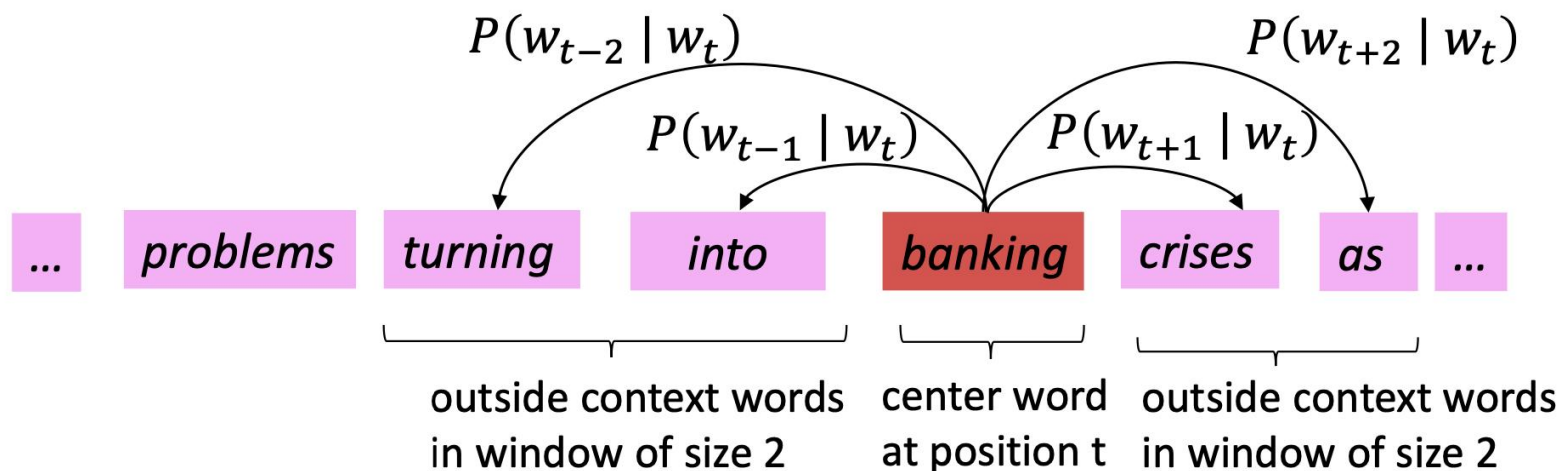 P(w_{t−2} | w_t) P(w_{t+2} | w_t)
P(w_{t−1} | w_t) P(w_{t+1} | w_t)
... problems turning into banking crises as ...
outside context words center word outside context words
in window of size 2 at position t in window of size 2